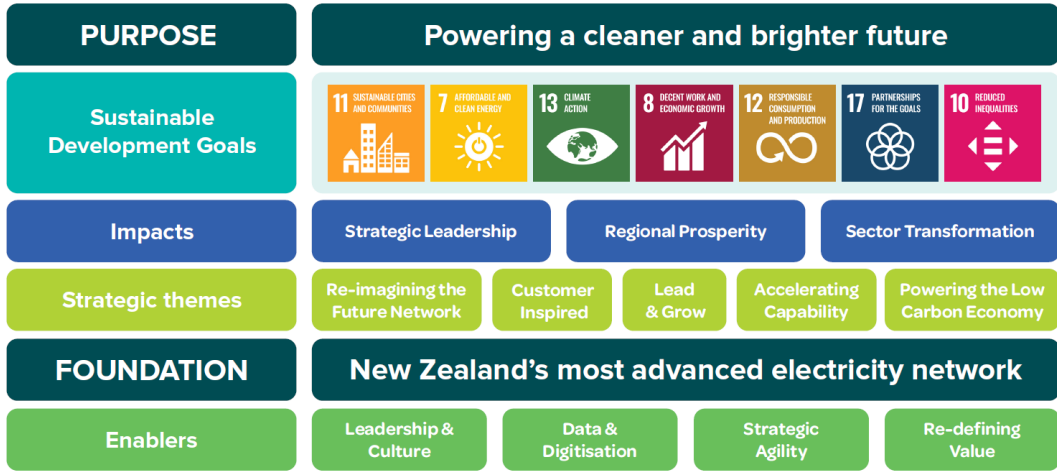 PURPOSE
Powering a cleaner and brighter future
Sustainable
Development Goals
11 SUSTAINABLE CITIES
AND COMMUNITIES
7 AFFORDABLE AND
CLEAN ENERGY
13 CLIMATE
ACTION
8 DECENT WORK AND
ECONOMIC GROWTH
12 RESPONSIBLE
CONSUMPTION
AND PRODUCTION
17 PARTNERSHIPS
FOR THE GOALS
10 REDUCED
INEQUALITIES
Impacts
Strategic Leadership
Regional Prosperity
Sector Transformation
Strategic themes
Re-imagining the
Future Network
Customer
Inspired
Lead
& Grow
Accelerating
Capability
Powering the Low
Carbon Economy
FOUNDATION
New Zealand's most advanced electricity network
Enablers
Leadership &
Culture
Data &
Digitisation
Strategic
Agility
Re-defining
Value